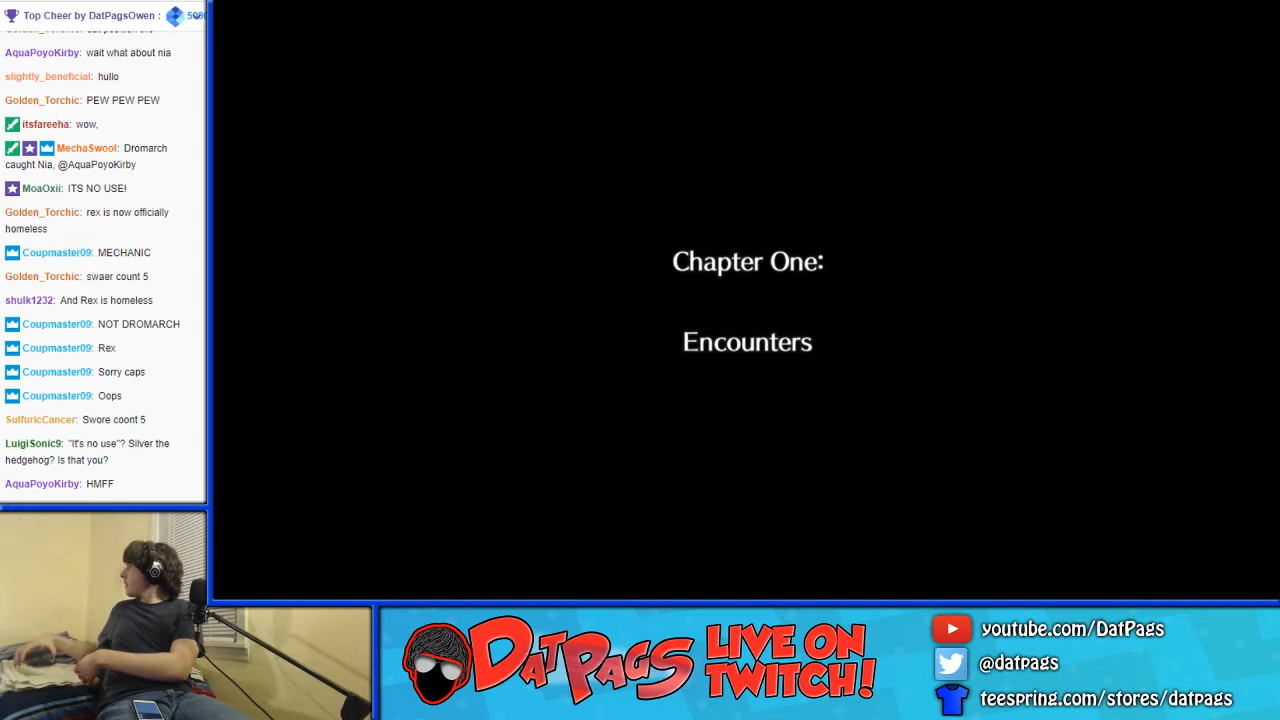 Top Cheer by DatPagsOwen :
AquaPoyoKirby: wait what about nia
slightly_beneficial: hullo
Golden_Torchic: PEW PEW PEW
itsfareeha: wow,
MechaSwool: Dromarch
caught Nia, @AquaPoyoKirby
MoaOxii: ITS NO USE!
Golden_Torchic: rex is now officially
homeless
Coupmaster09: MECHANIC
Golden_Torchic: swaer count 5
shulk1232: And Rex is homeless
Coupmaster09: NOT DROMARCH
Coupmaster09: Rex
Coupmaster09: Sorry caps
Coupmaster09: Oops
SulfuricCancer: Swore coont 5
LuigiSonic9: "It's no use"? Silver the
hedgehog? Is that you?
AquaPoyoKirby: HMFF
Chapter One:
Encounters
DATPAGS LIVE ON
TWITCH!
youtube.com/DatPags
@datpags
teespring.com/stores/datpags